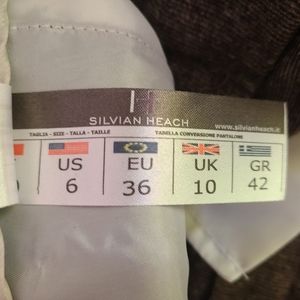 SILVIAN HEACH
www.silvianheach.it
TAGLIA - SIZE - TALLA - TAILLE TABELLA CONVERSIONE PANTALONE
US EU UK GR
6 36 10 42